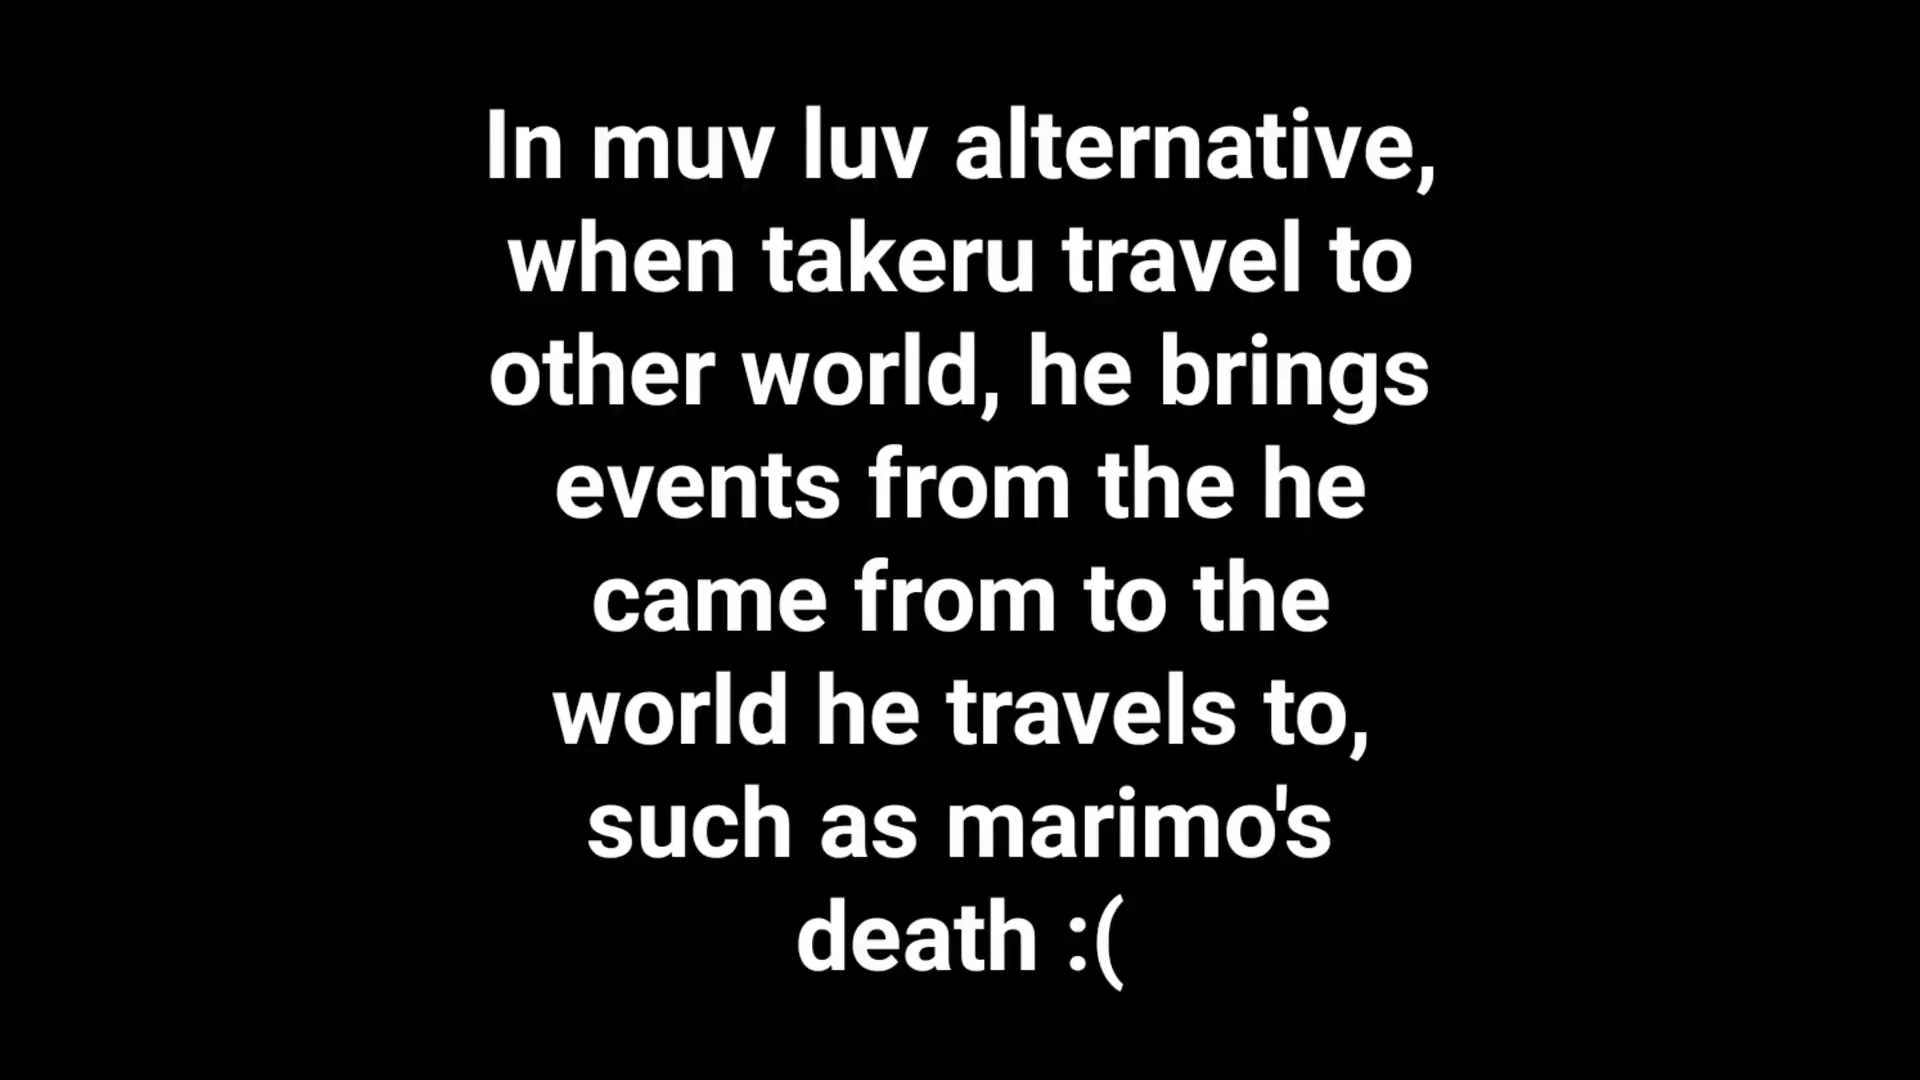 In muv luv alternative,
when takeru travel to
other world, he brings
events from the he
came from to the
world he travels to,
such as marimo's
death :(